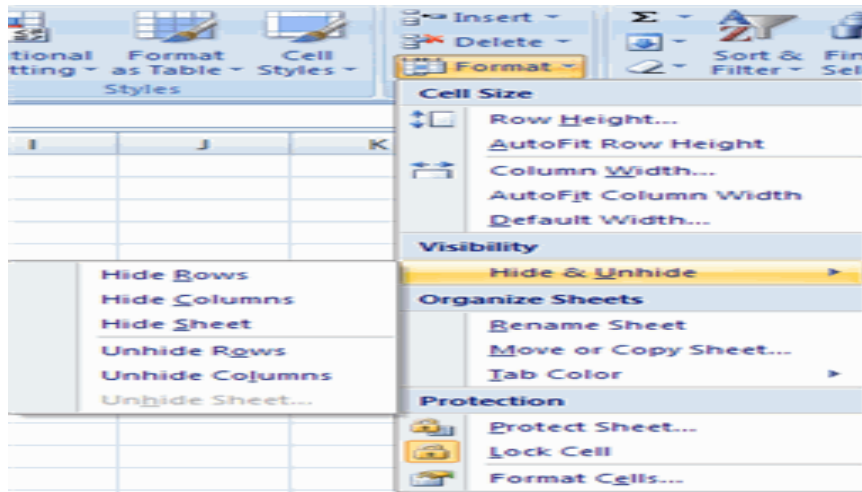 Insert
Σ
Delete
tional Format Cell
Sort & Fin
tting as Table Styles
Format
Filter Sel
Styles
Cell Size
Row Height...
I J K
AutoFit Row Height
Column Width...
AutoFit Column Width
Default Width...
Visibility
Hide & Unhide
Hide Rows
Hide Columns
Hide Sheet
Unhide Rows
Unhide Columns
Unhide Sheet...
Organize Sheets
Rename Sheet
Move or Copy Sheet...
Tab Color
Protection
Protect Sheet...
Lock Cell
Format Cells...